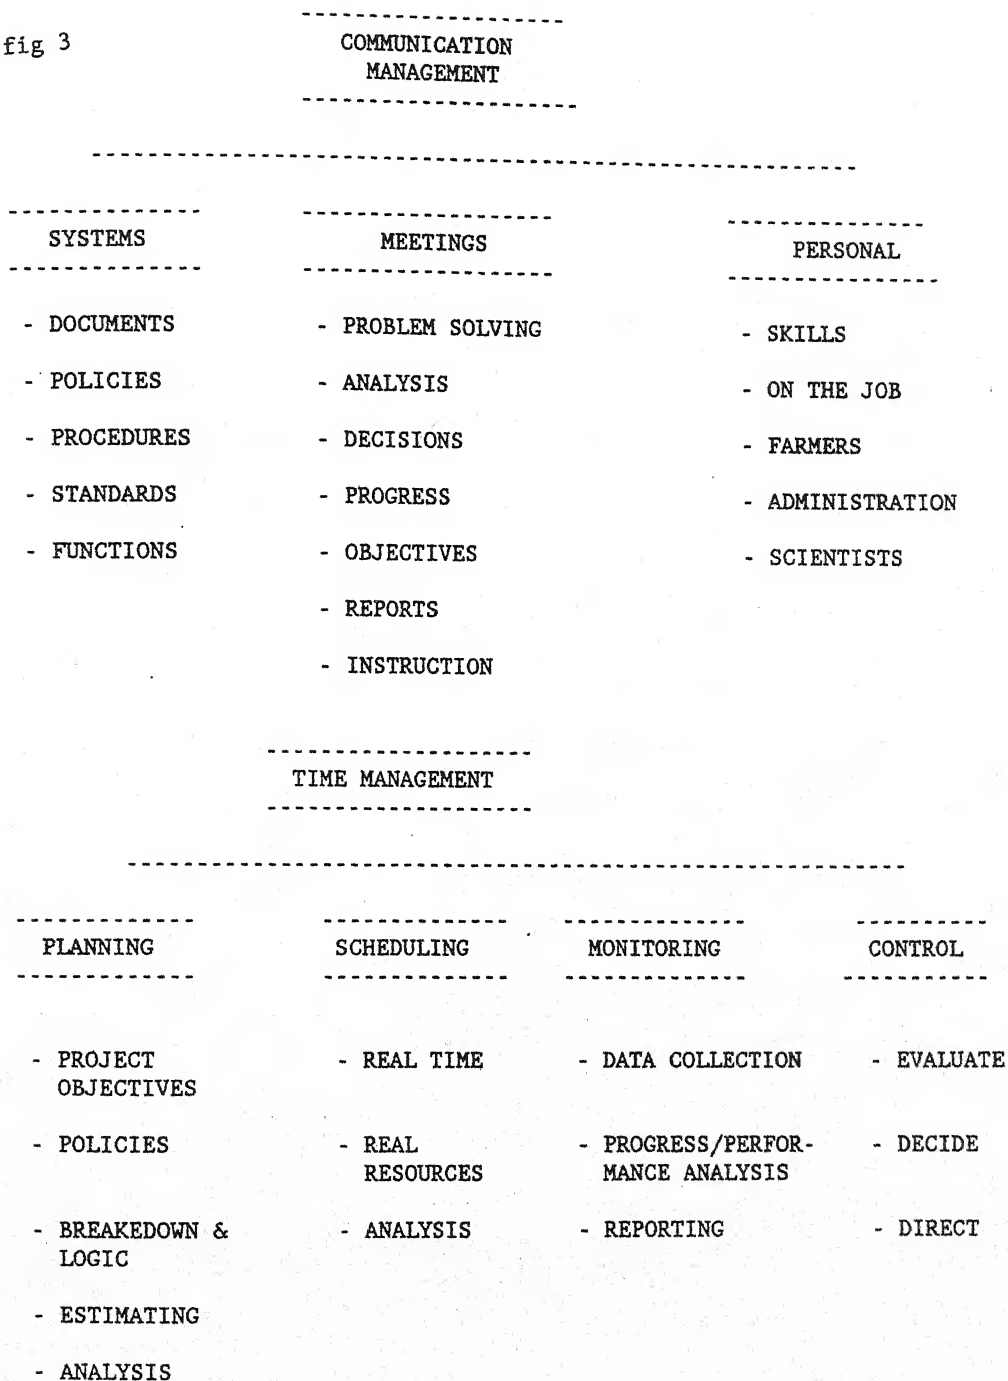 fig 3
COMMUNICATION
MANAGEMENT
SYSTEMS
- DOCUMENTS
- POLICIES
- PROCEDURES
- STANDARDS
- FUNCTIONS
MEETINGS
- PROBLEM SOLVING
- ANALYSIS
- DECISIONS
- PROGRESS
- OBJECTIVES
- REPORTS
- INSTRUCTION
PERSONAL
- SKILLS
- ON THE JOB
- FARMERS
- ADMINISTRATION
- SCIENTISTS
TIME MANAGEMENT
PLANNING
- PROJECT
OBJECTIVES
- POLICIES
- BREAKEDOWN &
LOGIC
- ESTIMATING
- ANALYSIS
SCHEDULING
- REAL TIME
- REAL
RESOURCES
- ANALYSIS
MONITORING
- DATA COLLECTION
- PROGRESS/PERFOR-
MANCE ANALYSIS
- REPORTING
CONTROL
- EVALUATE
- DECIDE
- DIRECT